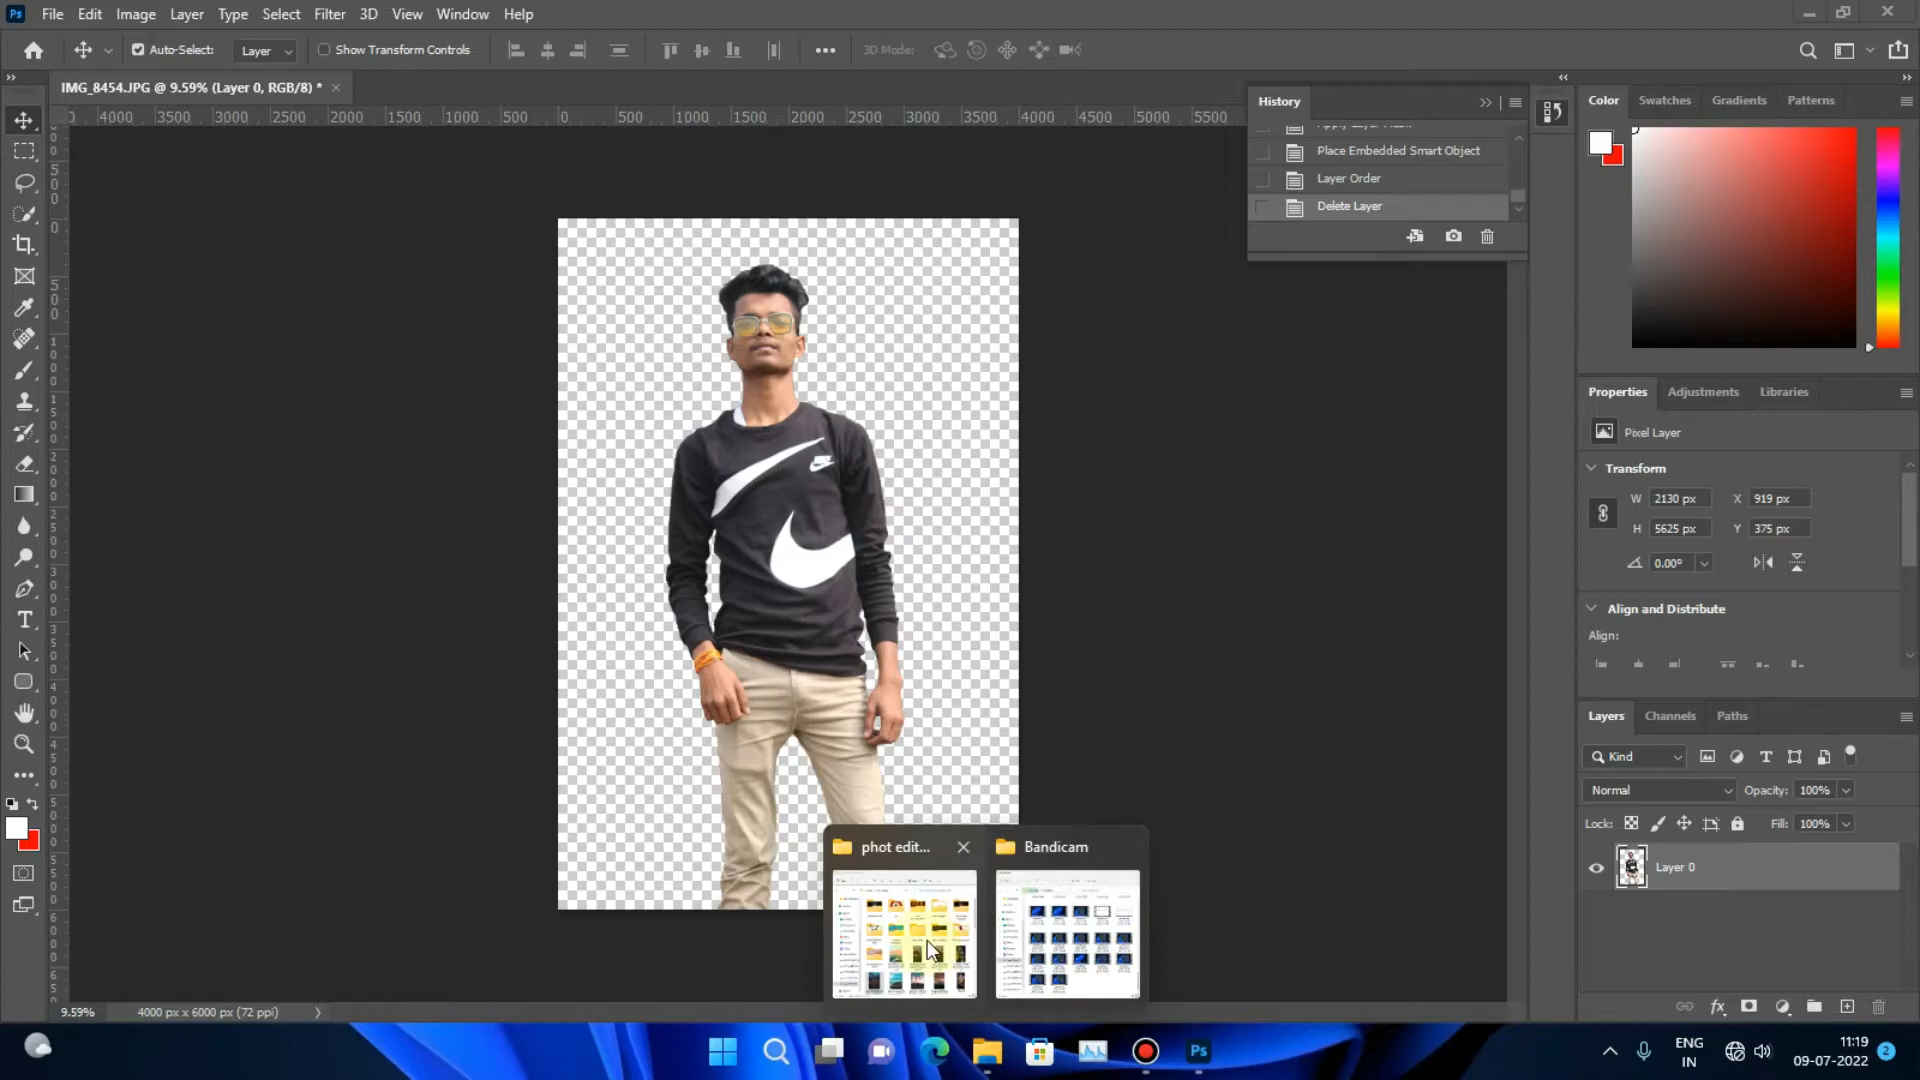 Ps File Edit Image Layer Type Select Filter 3D View Window Help
Auto-Select: Layer Show Transform Controls 3D Mode:
IMG_8454.JPG @ 9.59% (Layer 0, RGB/8) *
4000 3500 3000 2500 2000 1500 1000 500 0 500 1000 1500 2000 2500 3000 3500 4000 4500 5000 5500
History
Place Embedded Smart Object
Layer Order
Delete Layer
Color Swatches Gradients Patterns
Properties Adjustments Libraries
Pixel Layer
Transform
W 2130 px X 919 px
H 5625 px Y 375 px
0.00°
Align and Distribute
Align:
Layers Channels Paths
Kind
Normal Opacity: 100%
Lock: Fill: 100%
Layer 0
fx
phot edit... Bandicam
9.59% 4000 px x 6000 px (72 ppi)
Ps
ENG
IN
11:19
09-07-2022
2